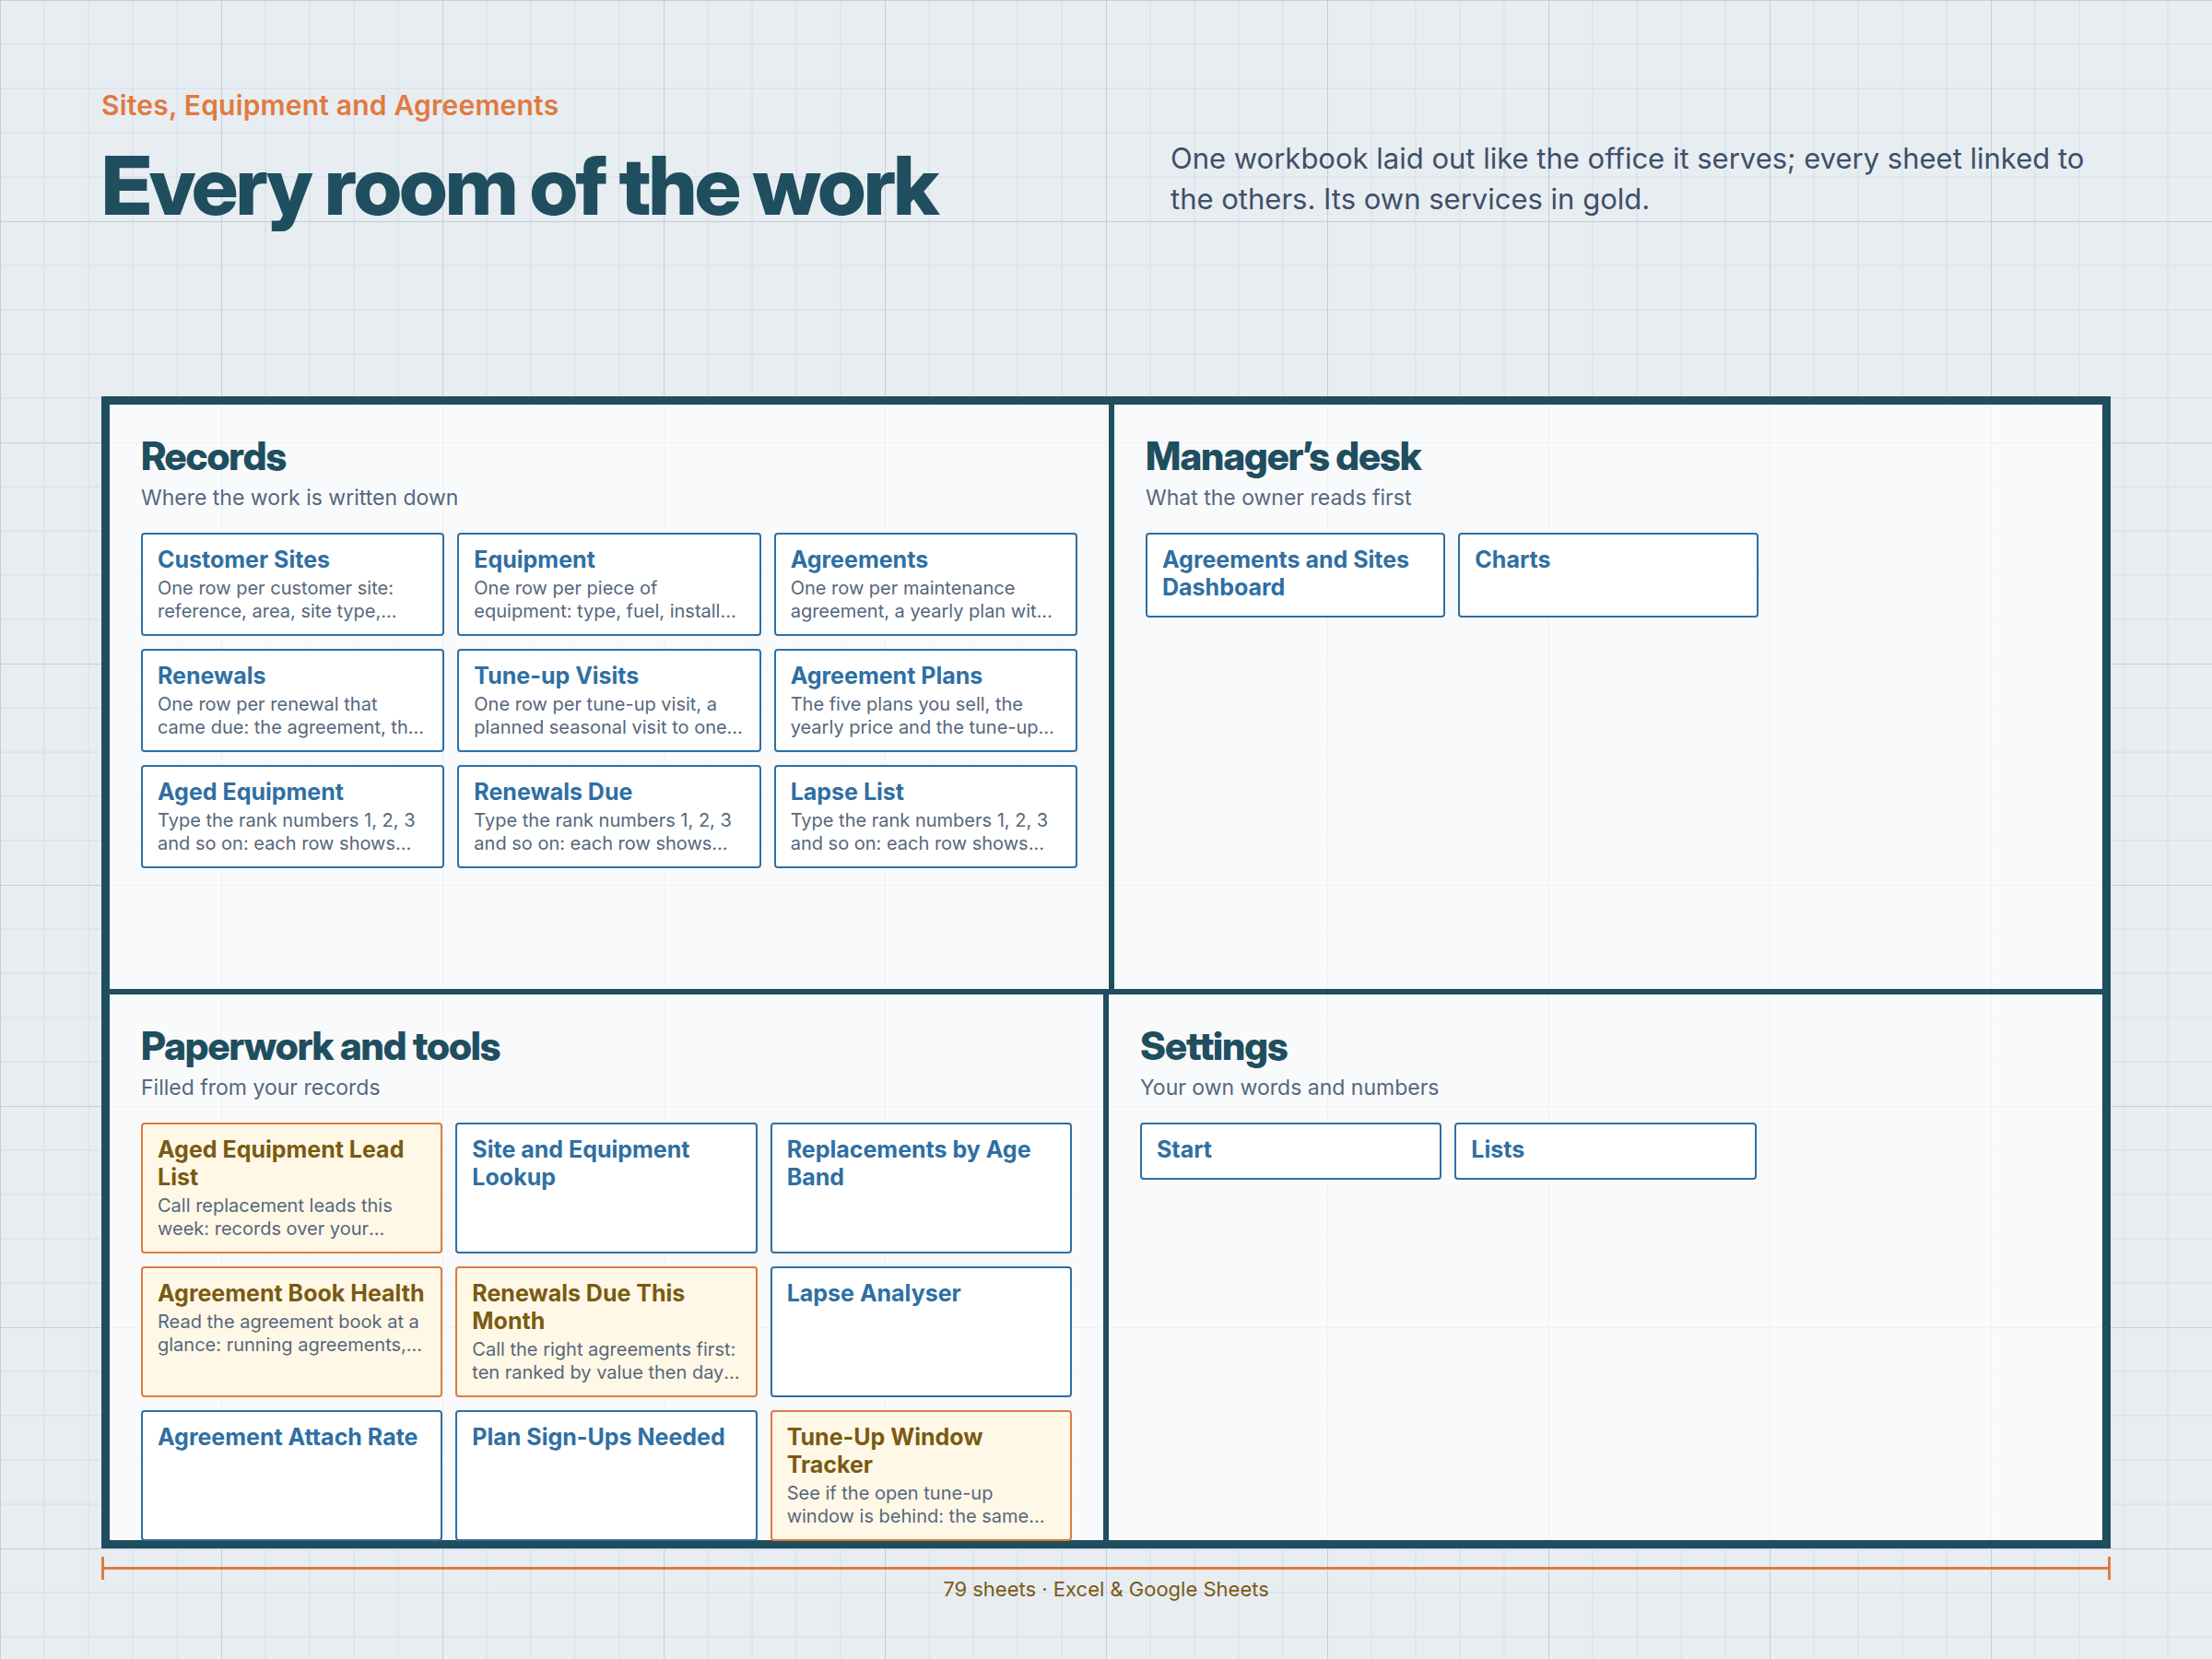 Sites, Equipment and Agreements
Every room of the work
One workbook laid out like the office it serves; every sheet linked to
the others. Its own services in gold.
Records
Where the work is written down
Customer Sites
One row per customer site:
reference, area, site type,...
Equipment
One row per piece of
equipment: type, fuel, install...
Agreements
One row per maintenance
agreement, a yearly plan wit...
Renewals
One row per renewal that
came due: the agreement, th...
Tune-up Visits
One row per tune-up visit, a
planned seasonal visit to one...
Agreement Plans
The five plans you sell, the
yearly price and the tune-up...
Aged Equipment
Type the rank numbers 1, 2, 3
and so on: each row shows...
Renewals Due
Type the rank numbers 1, 2, 3
and so on: each row shows...
Lapse List
Type the rank numbers 1, 2, 3
and so on: each row shows...
Manager’s desk
What the owner reads first
Agreements and Sites
Dashboard
Charts
Paperwork and tools
Filled from your records
Aged Equipment Lead
List
Call replacement leads this
week: records over your...
Site and Equipment
Lookup
Replacements by Age
Band
Agreement Book Health
Read the agreement book at a
glance: running agreements,...
Renewals Due This
Month
Call the right agreements first:
ten ranked by value then day...
Lapse Analyser
Agreement Attach Rate
Plan Sign-Ups Needed
Tune-Up Window
Tracker
See if the open tune-up
window is behind: the same...
Settings
Your own words and numbers
Start
Lists
79 sheets · Excel & Google Sheets